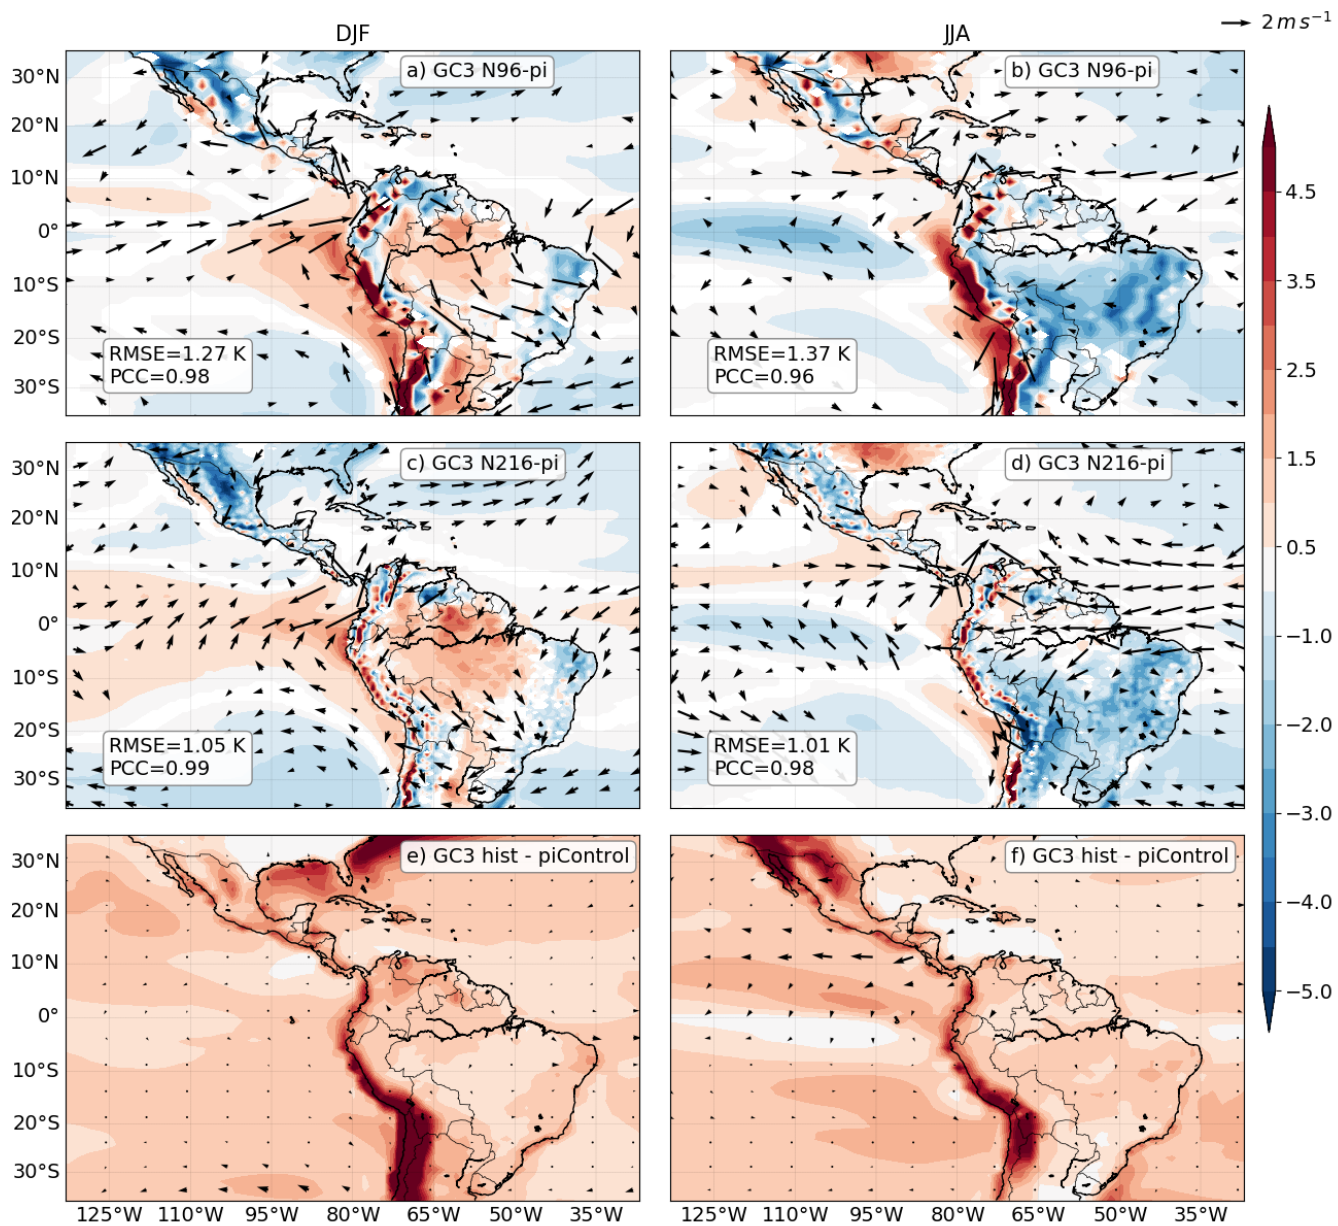 2 m s⁻¹
DJF
JJA
a) GC3 N96-pi
b) GC3 N96-pi
30°N
20°N
10°N
0°
10°S
20°S
30°S
RMSE=1.27 K
PCC=0.98
RMSE=1.37 K
PCC=0.96
c) GC3 N216-pi
d) GC3 N216-pi
30°N
20°N
10°N
0°
10°S
20°S
30°S
RMSE=1.05 K
PCC=0.99
RMSE=1.01 K
PCC=0.98
e) GC3 hist - piControl
f) GC3 hist - piControl
30°N
20°N
10°N
0°
10°S
20°S
30°S
125°W 110°W 95°W 80°W 65°W 50°W 35°W
125°W 110°W 95°W 80°W 65°W 50°W 35°W
4.5
3.5
2.5
1.5
0.5
−1.0
−2.0
−3.0
−4.0
−5.0